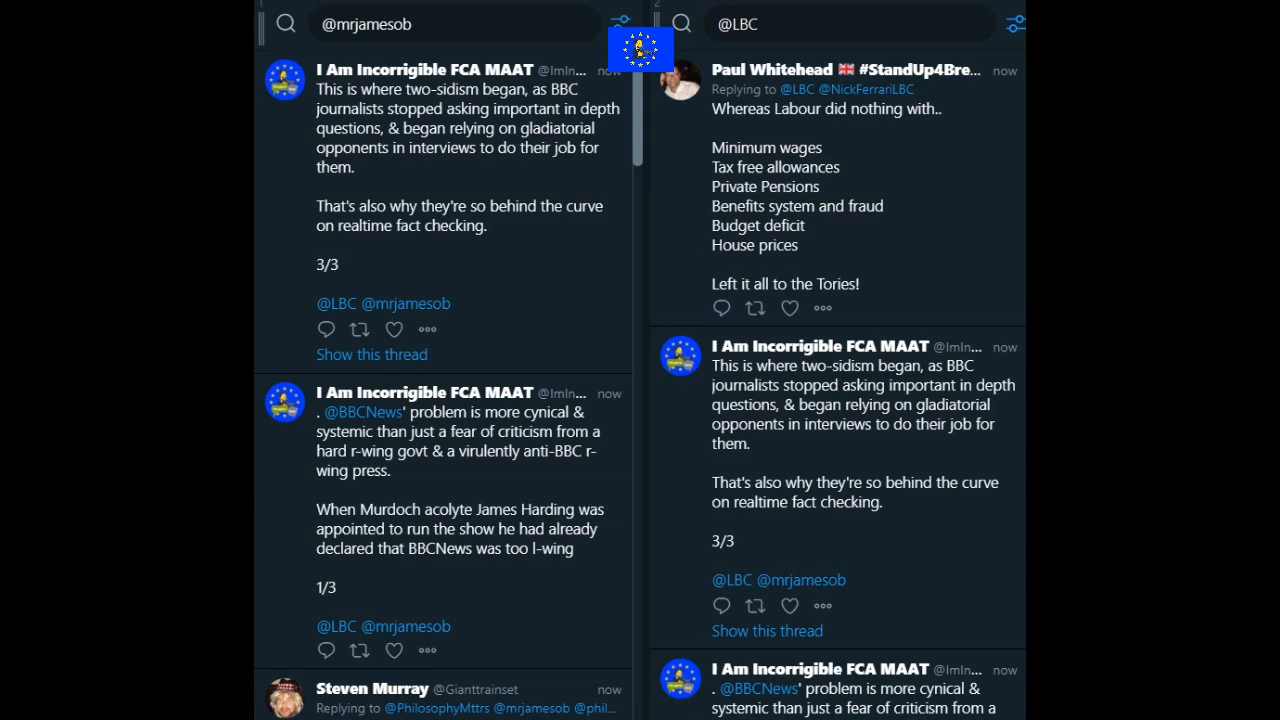 1
@mrjamesob
I Am Incorrigible FCA MAAT @ImIn... now
This is where two-sidism began, as BBC
journalists stopped asking important in depth
questions, & began relying on gladiatorial
opponents in interviews to do their job for
them.
That's also why they're so behind the curve
on realtime fact checking.
3/3
@LBC @mrjamesob
Show this thread
I Am Incorrigible FCA MAAT @ImIn... now
. @BBCNews' problem is more cynical &
systemic than just a fear of criticism from a
hard r-wing govt & a virulently anti-BBC r-
wing press.
When Murdoch acolyte James Harding was
appointed to run the show he had already
declared that BBCNews was too l-wing
1/3
@LBC @mrjamesob
Steven Murray @Gianttrainset now
Replying to @PhilosophyMttrs @mrjamesob @phil...
2
@LBC
Paul Whitehead 🇬🇧 #StandUp4Bre... now
Replying to @LBC @NickFerrariLBC
Whereas Labour did nothing with..
Minimum wages
Tax free allowances
Private Pensions
Benefits system and fraud
Budget deficit
House prices
Left it all to the Tories!
I Am Incorrigible FCA MAAT @ImIn... now
This is where two-sidism began, as BBC
journalists stopped asking important in depth
questions, & began relying on gladiatorial
opponents in interviews to do their job for
them.
That's also why they're so behind the curve
on realtime fact checking.
3/3
@LBC @mrjamesob
Show this thread
I Am Incorrigible FCA MAAT @ImIn... now
. @BBCNews' problem is more cynical &
systemic than just a fear of criticism from a